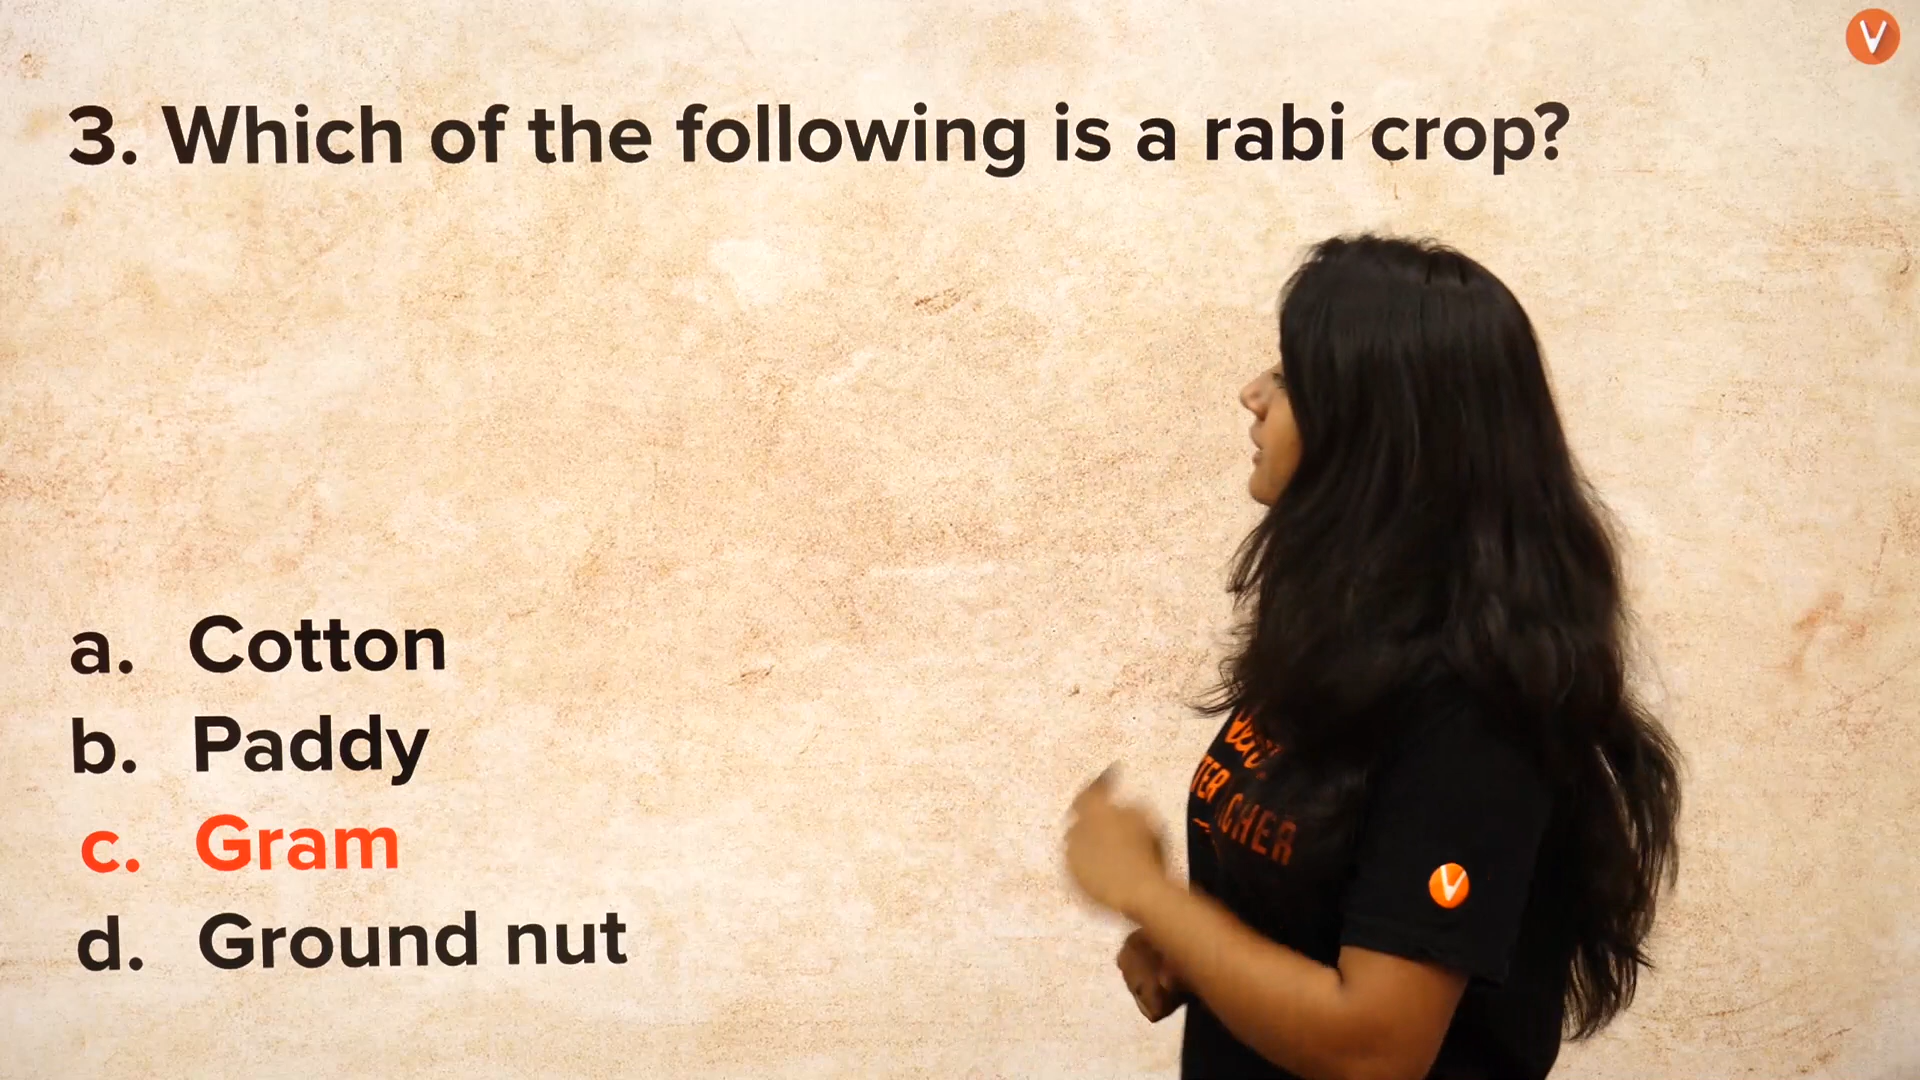 3. Which of the following is a rabi crop?
a. Cotton
b. Paddy
c. Gram
d. Ground nut
V
V